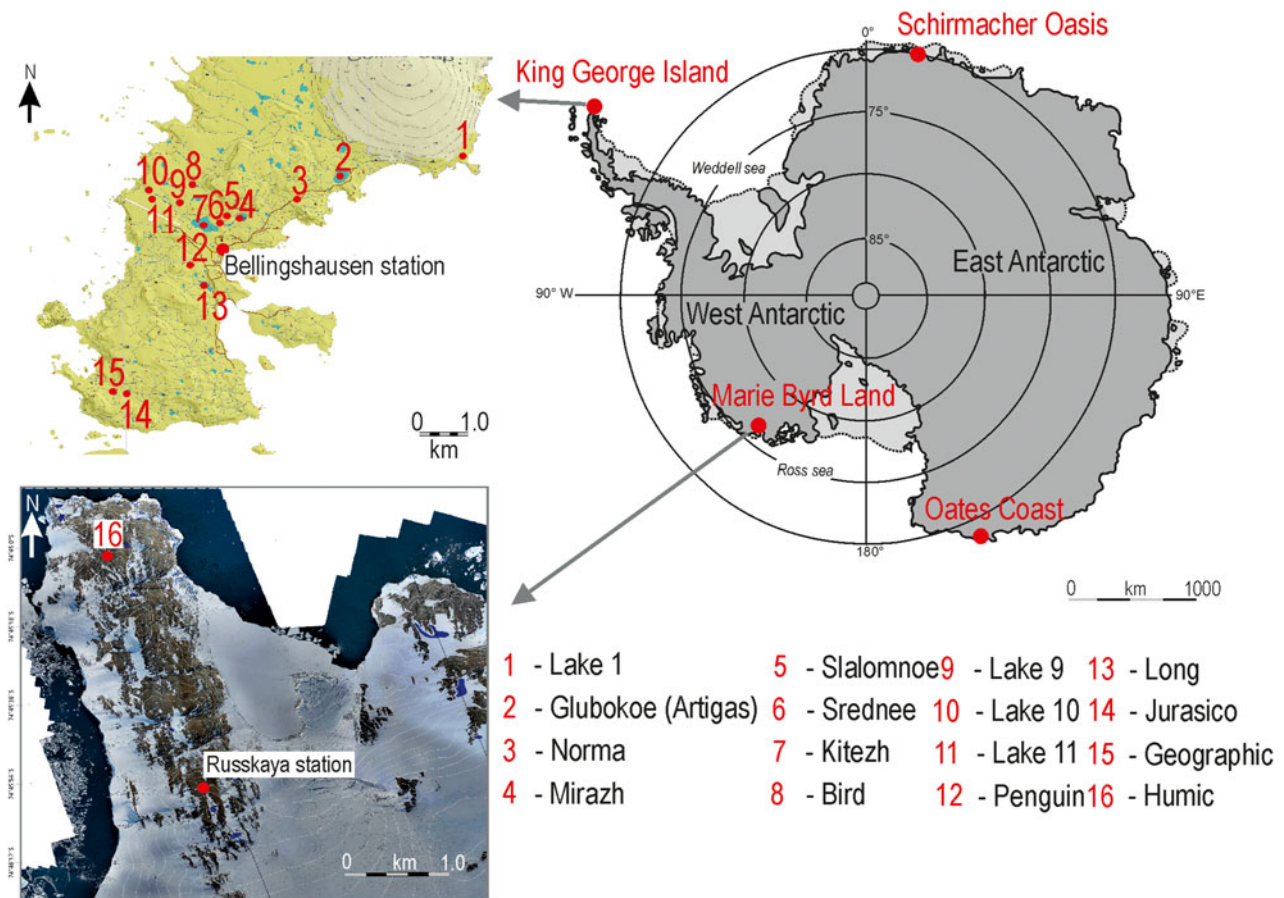 Schirmacher Oasis
King George Island
N
0°
75°
Weddell sea
85°
East Antarctic
90° W
90°E
West Antarctic
Marie Byrd Land
Ross sea
Oates Coast
180°
0 km 1000
1
2
3
4
5
6
7
8
9
10
11
12
Bellingshausen station
13
15
14
0 1.0
km
N
16
Russkaya station
0 km 1.0
1 - Lake 1
2 - Glubokoe (Artigas)
3 - Norma
4 - Mirazh
5 - Slalomnoe
6 - Srednee
7 - Kitezh
8 - Bird
9 - Lake 9
10 - Lake 10
11 - Lake 11
12 - Penguin
13 - Long
14 - Jurasico
15 - Geographic
16 - Humic